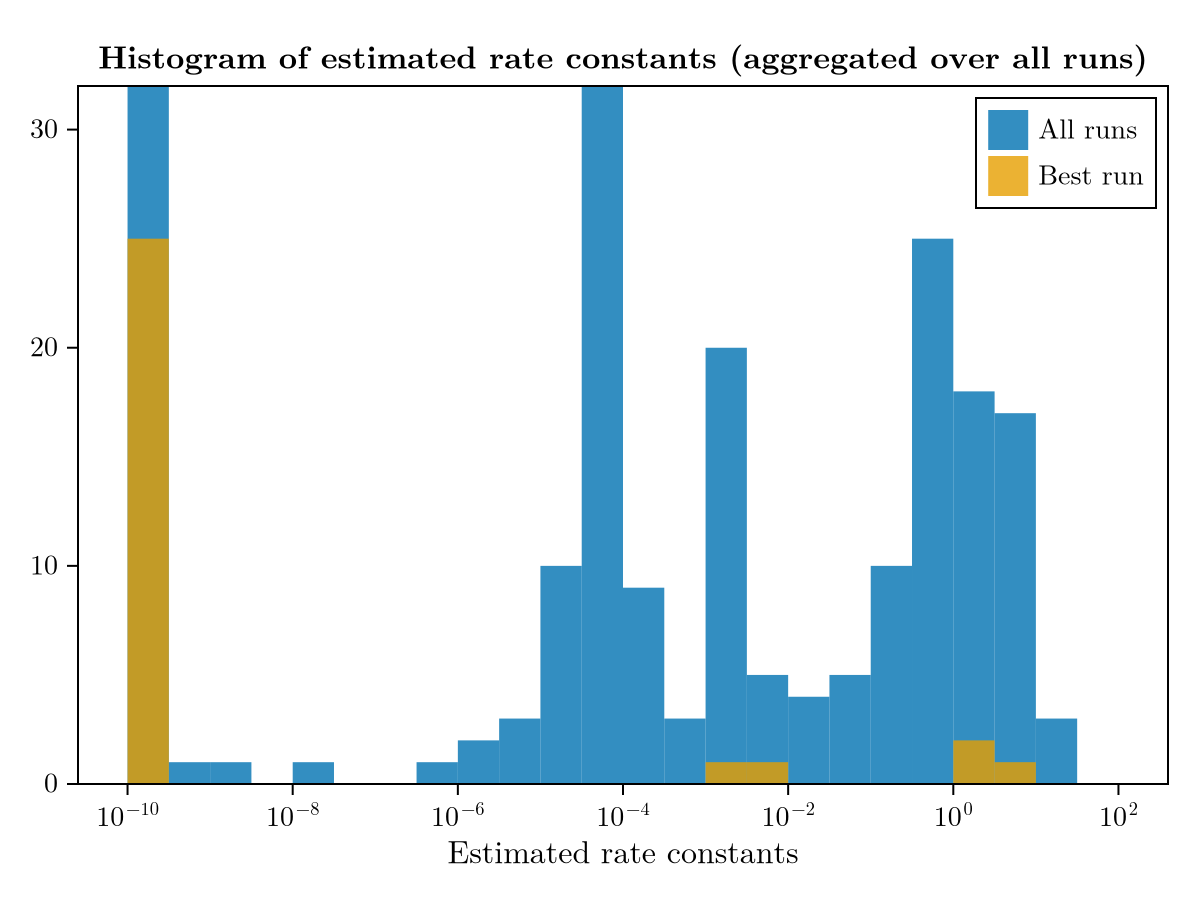 Histogram of estimated rate constants (aggregated over all runs)
All runs
Best run
30
20
10
0
10⁻¹⁰ 10⁻⁸ 10⁻⁶ 10⁻⁴ 10⁻² 10⁰ 10²
Estimated rate constants